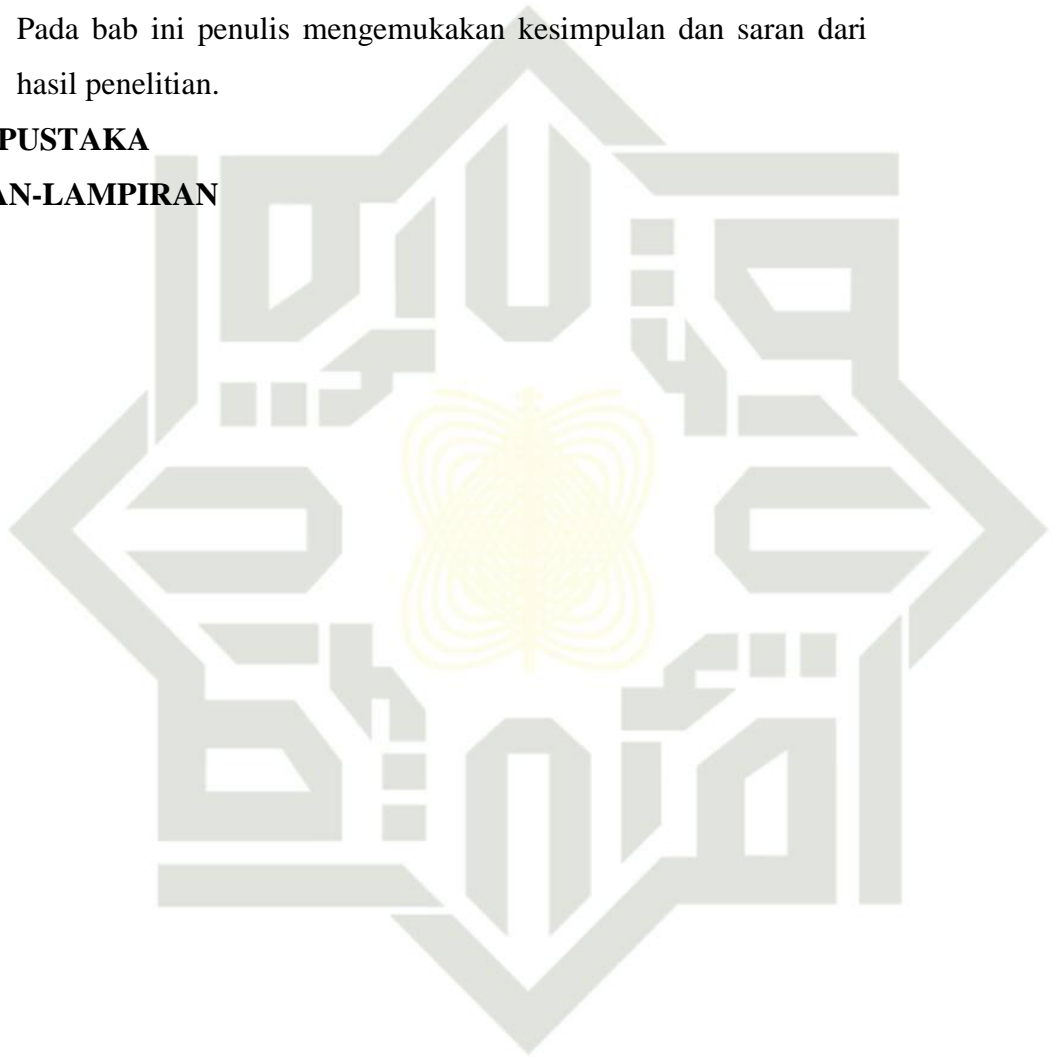 Pada bab ini penulis mengemukakan kesimpulan dan saran dari
hasil penelitian.
PUSTAKA
AN-LAMPIRAN